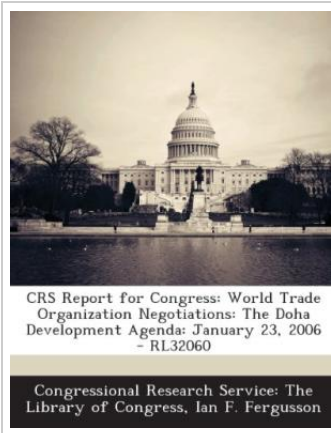 CRS Report for Congress: World Trade
Organization Negotiations: The Doha
Development Agenda: January 23, 2006
- RL32060
Congressional Research Service: The
Library of Congress, Ian F. Fergusson